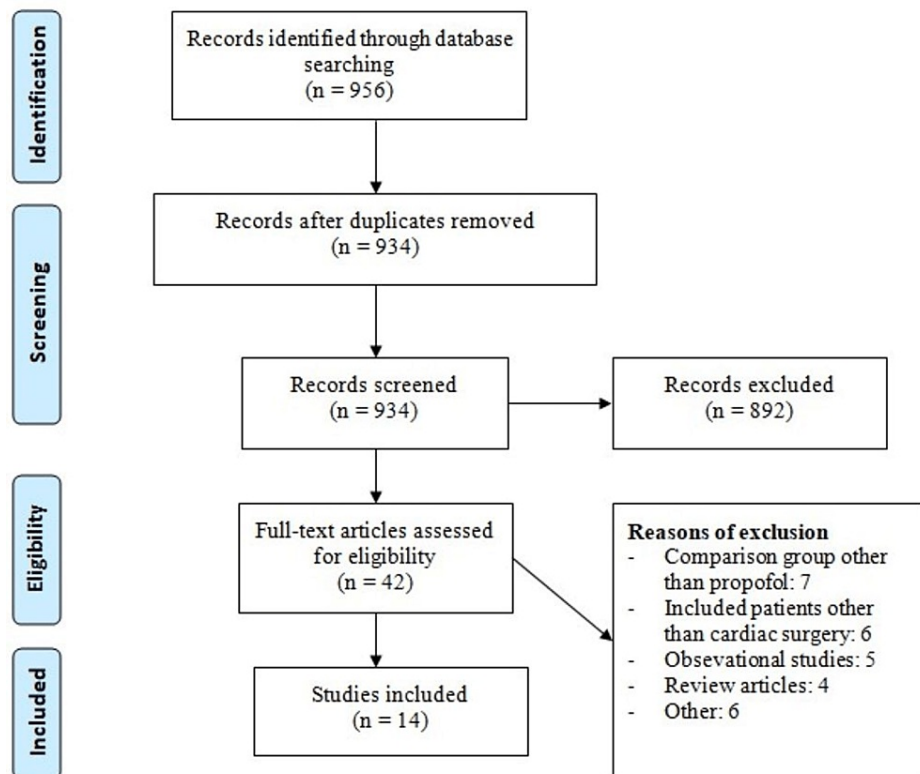 Identification
Records identified through database
searching
(n = 956)
Screening
Records after duplicates removed
(n = 934)
Records screened
(n = 934)
Records excluded
(n = 892)
Eligibility
Full-text articles assessed
for eligibility
(n = 42)
Reasons of exclusion
- Comparison group other
than propofol: 7
- Included patients other
than cardiac surgery: 6
- Obsevational studies: 5
- Review articles: 4
- Other: 6
Included
Studies included
(n = 14)